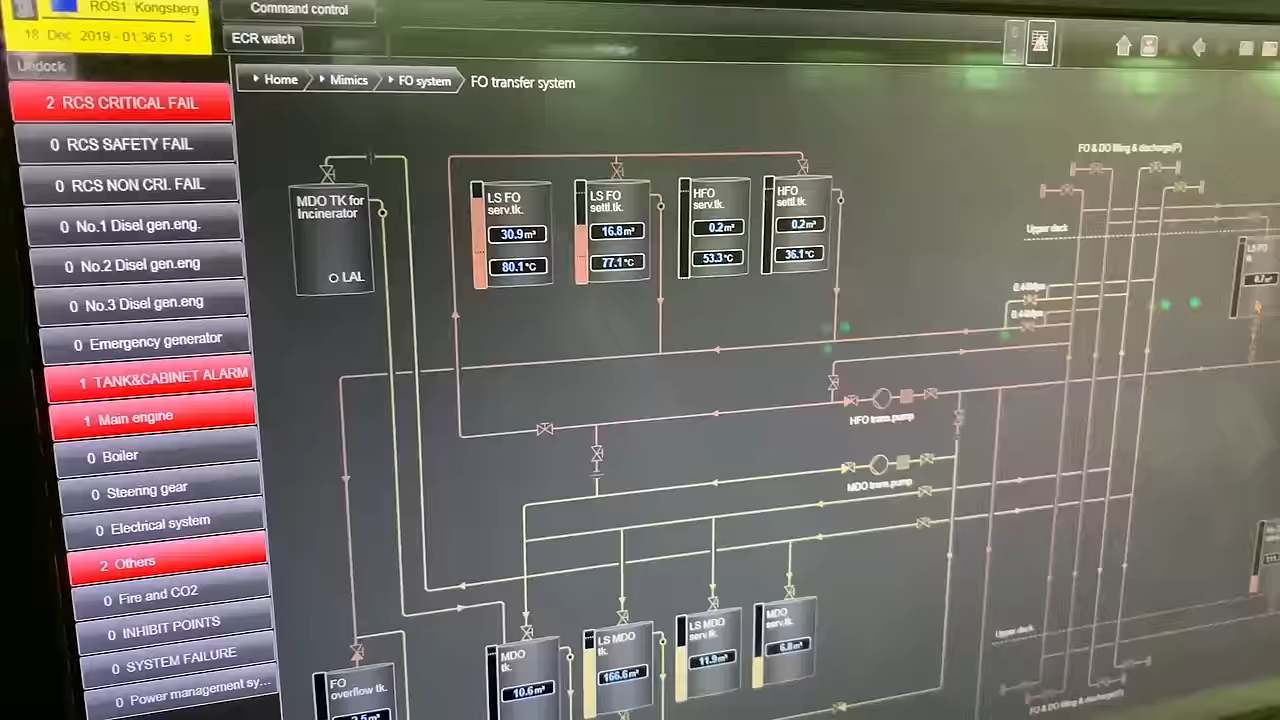 ROS1 Kongsberg
18 Dec 2019 - 01:36:51
Command control
ECR watch
Undock
Home
Mimics
FO system
FO transfer system
2 RCS CRITICAL FAIL
0 RCS SAFETY FAIL
0 RCS NON CRI. FAIL
0 No.1 Disel gen.eng.
0 No.2 Disel gen.eng
0 No.3 Disel gen.eng
0 Emergency generator
1 TANK&CABINET ALARM
1 Main engine
0 Boiler
0 Steering gear
0 Electrical system
2 Others
0 Fire and CO2
0 INHIBIT POINTS
0 SYSTEM FAILURE
0 Power management sy...
MDO TK for
Incinerator
LAL
LS FO
serv.tk.
30.9m³
80.1°C
LS FO
settl.tk.
16.8m³
77.1°C
HFO
serv.tk.
0.2m³
53.3°C
HFO
settl.tk.
0.2m³
36.1°C
FO & DO filling & discharge(P)
Upper deck
LS FO
tk.
HFO trans.pump
MDO trans.pump
FO
overflow tk.
MDO
tk.
10.6m³
LS MDO
tk.
166.6m³
LS MDO
serv.tk.
11.9m³
MDO
serv.tk.
6.8m³
Upper deck
FO & DO filling & discharge(P)